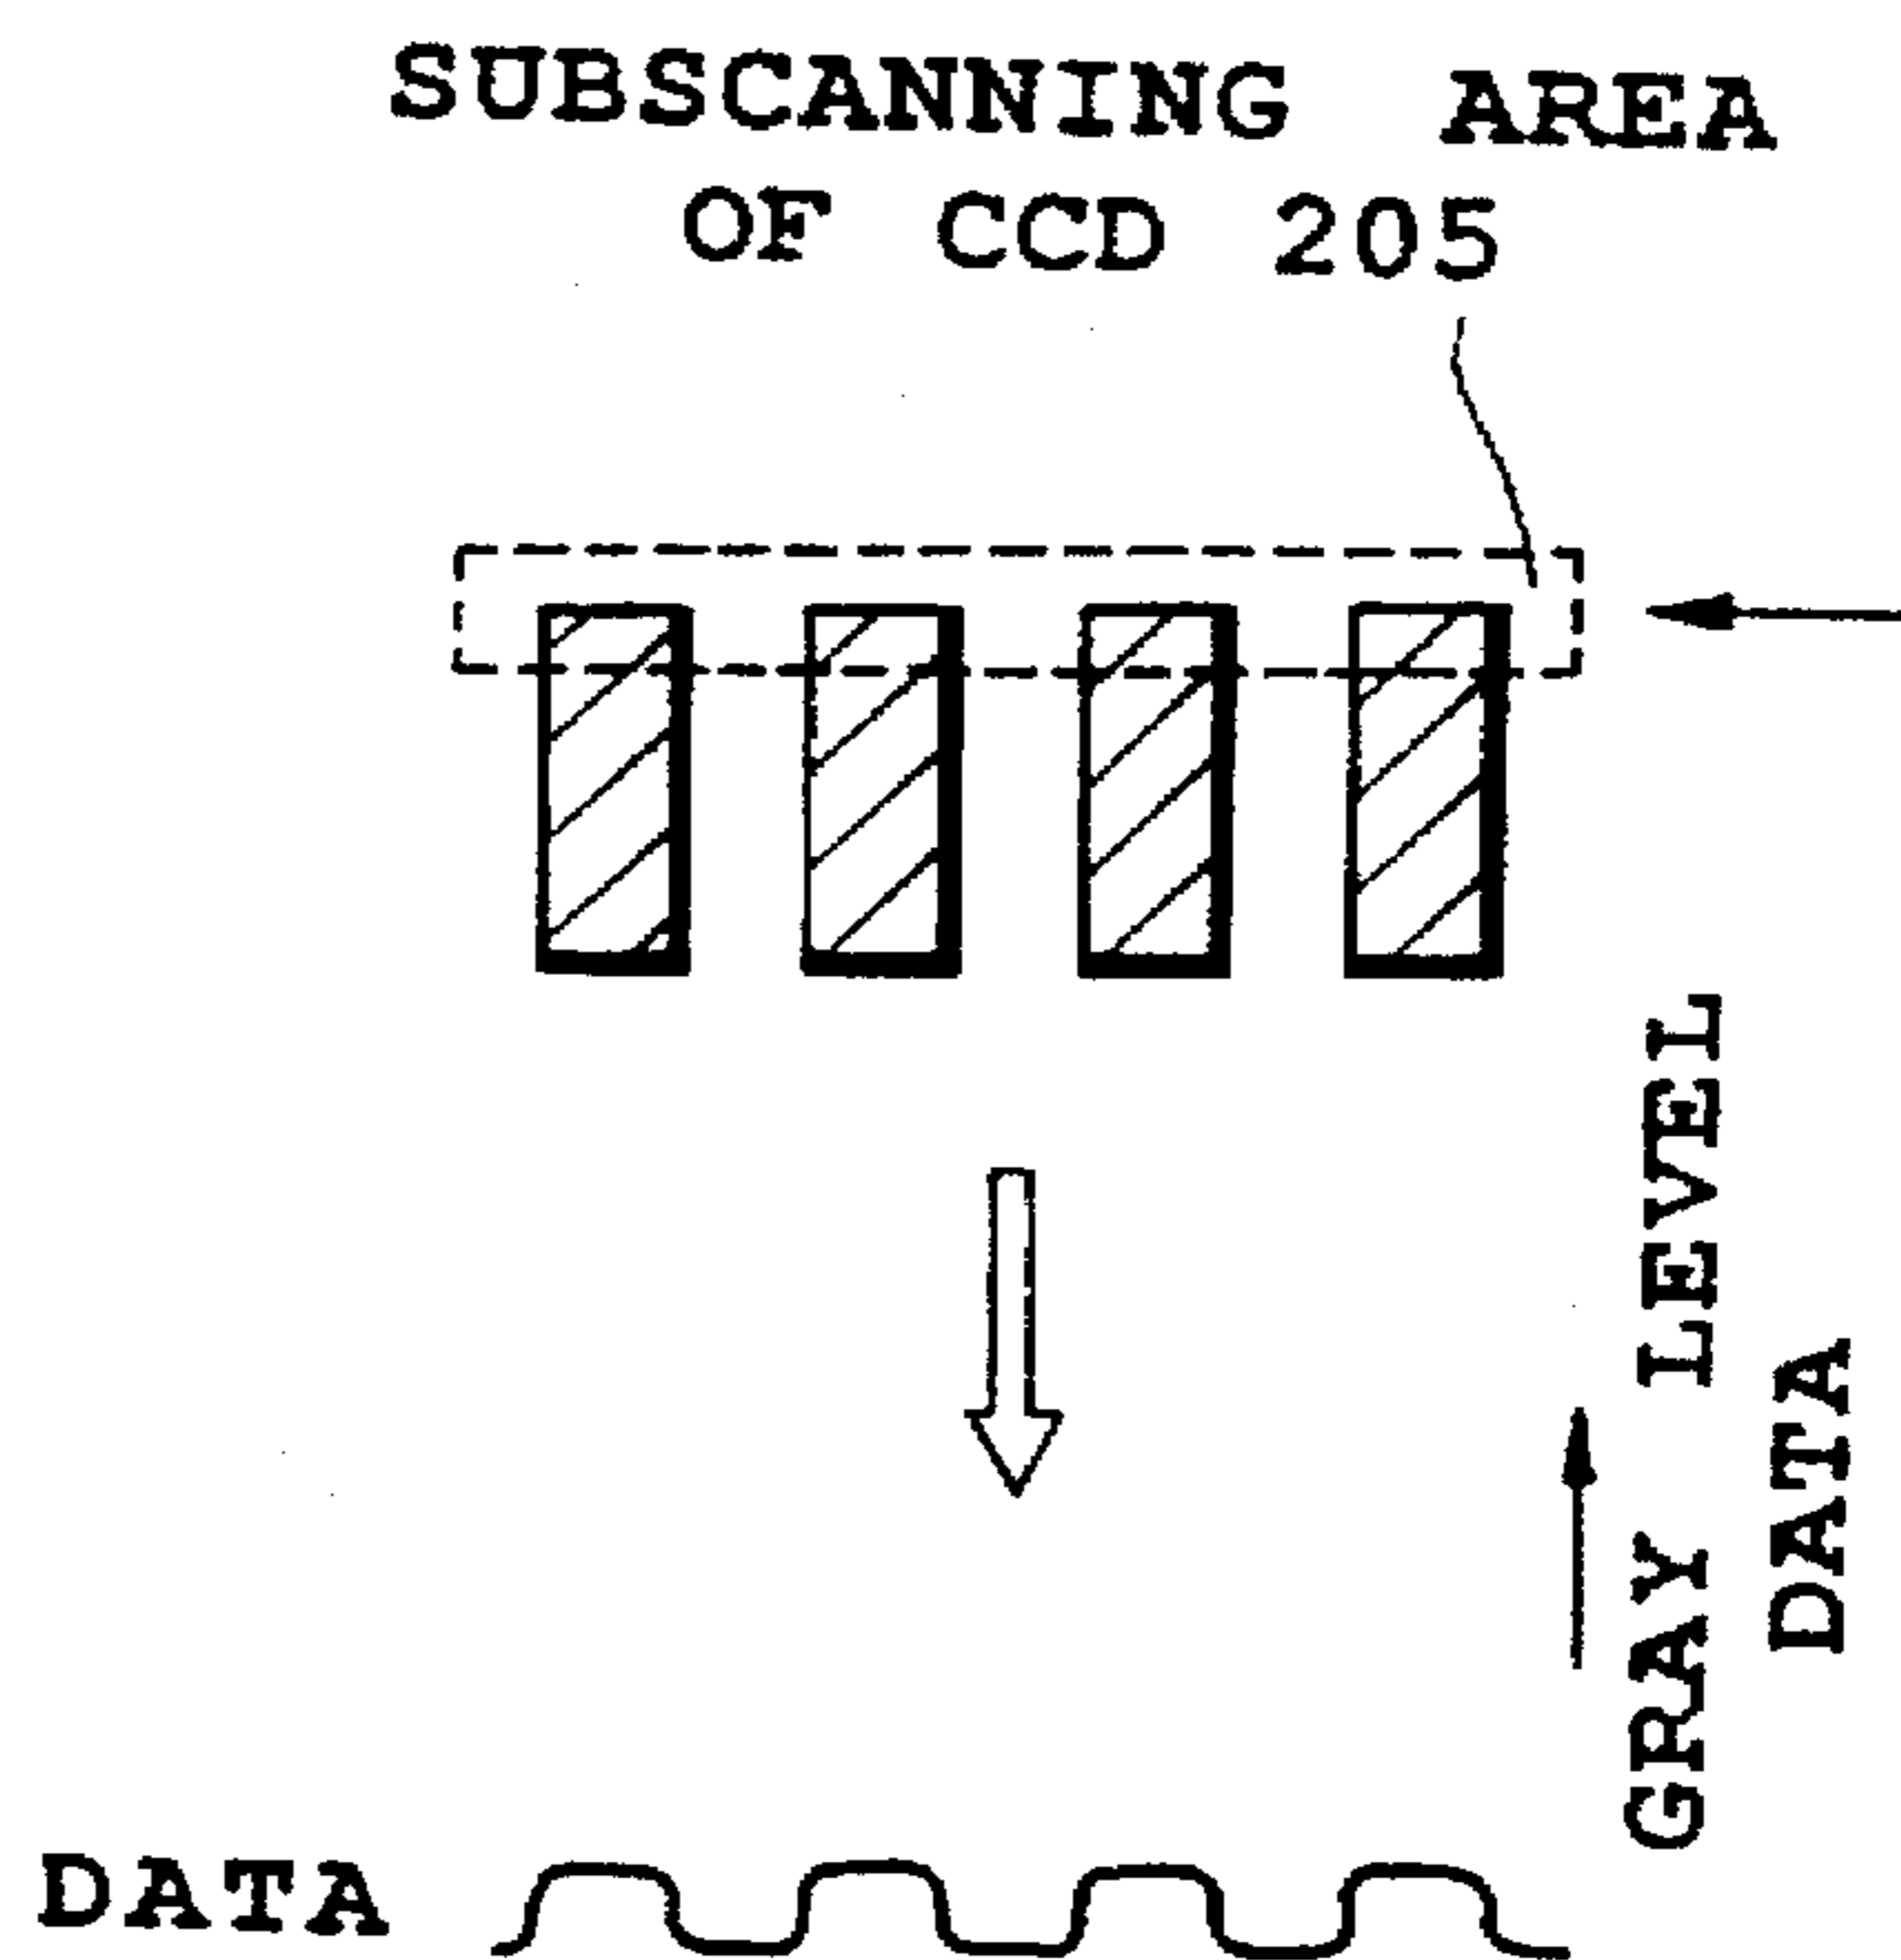 SUBSCANNING AREA
OF CCD 205
GRAY LEVEL
DATA
DATA